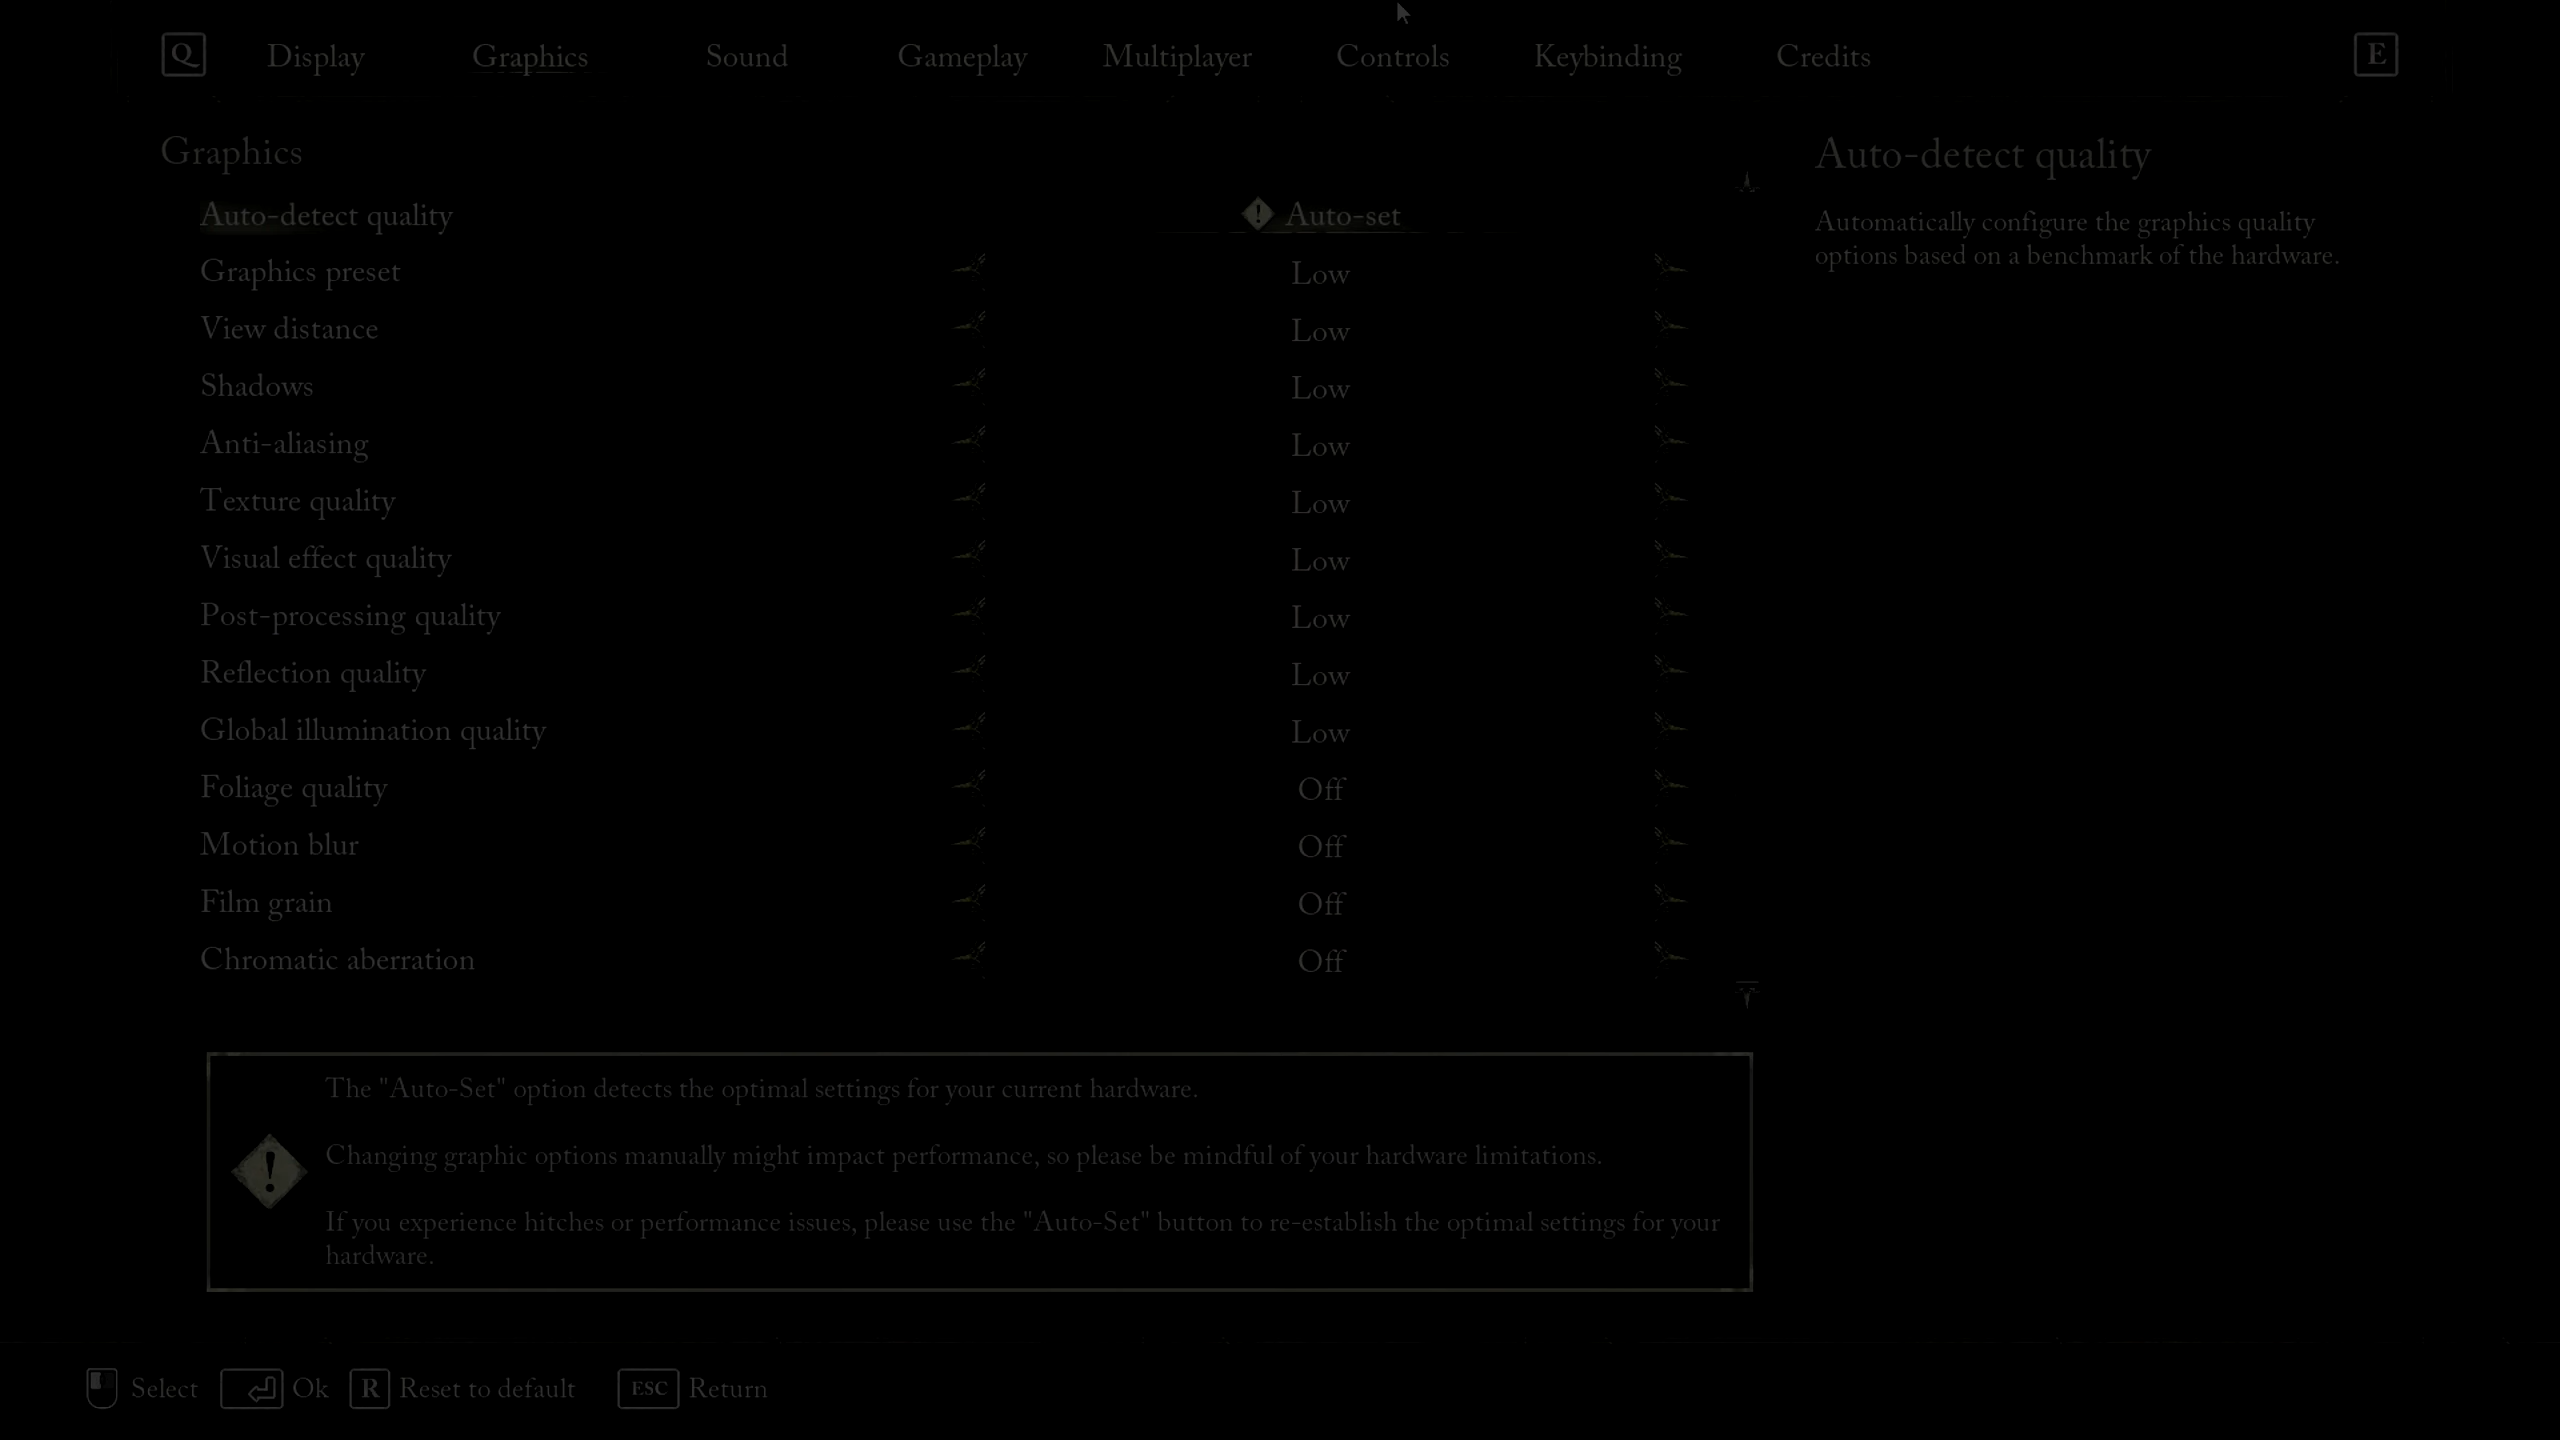 Q Display Graphics Sound Gameplay Multiplayer Controls Keybinding Credits E
Graphics
Auto-detect quality Auto-set
Graphics preset Low
View distance Low
Shadows Low
Anti-aliasing Low
Texture quality Low
Visual effect quality Low
Post-processing quality Low
Reflection quality Low
Global illumination quality Low
Foliage quality Off
Motion blur Off
Film grain Off
Chromatic aberration Off
Auto-detect quality
Automatically configure the graphics quality
options based on a benchmark of the hardware.
The "Auto-Set" option detects the optimal settings for your current hardware.
Changing graphic options manually might impact performance, so please be mindful of your hardware limitations.
If you experience hitches or performance issues, please use the "Auto-Set" button to re-establish the optimal settings for your
hardware.
Select Ok R Reset to default ESC Return